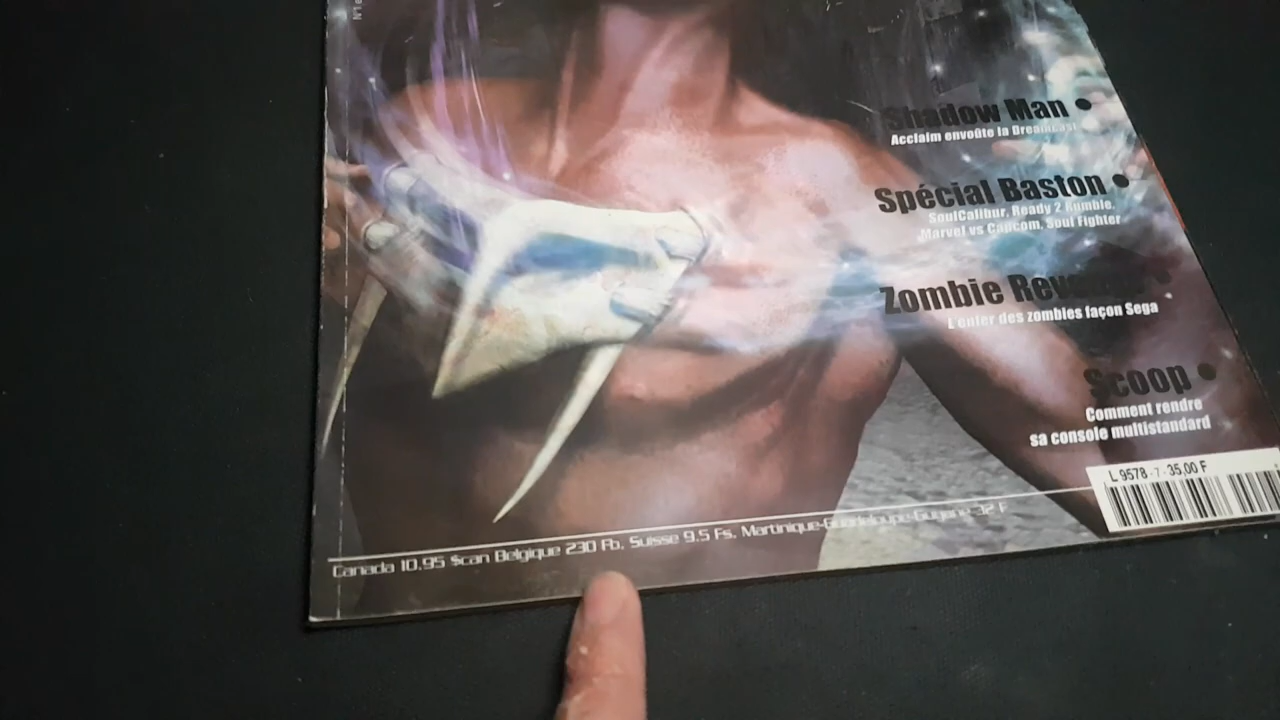 Shadow Man •
Acclaim envoûte la Dreamcast
Spécial Baston •
SoulCalibur, Ready 2 Rumble,
Marvel vs Capcom, Soul Fighter
Zombie
L'enfer des zombies façon Sega
Scoop •
Comment rendre
sa console multistandard
L 9578 - 7 - 35,00 F
Canada 10.95 $can Belgique 230 Fb. Suisse 9.5 Fs. Martinique-Guadeloupe-Guyane 32 F